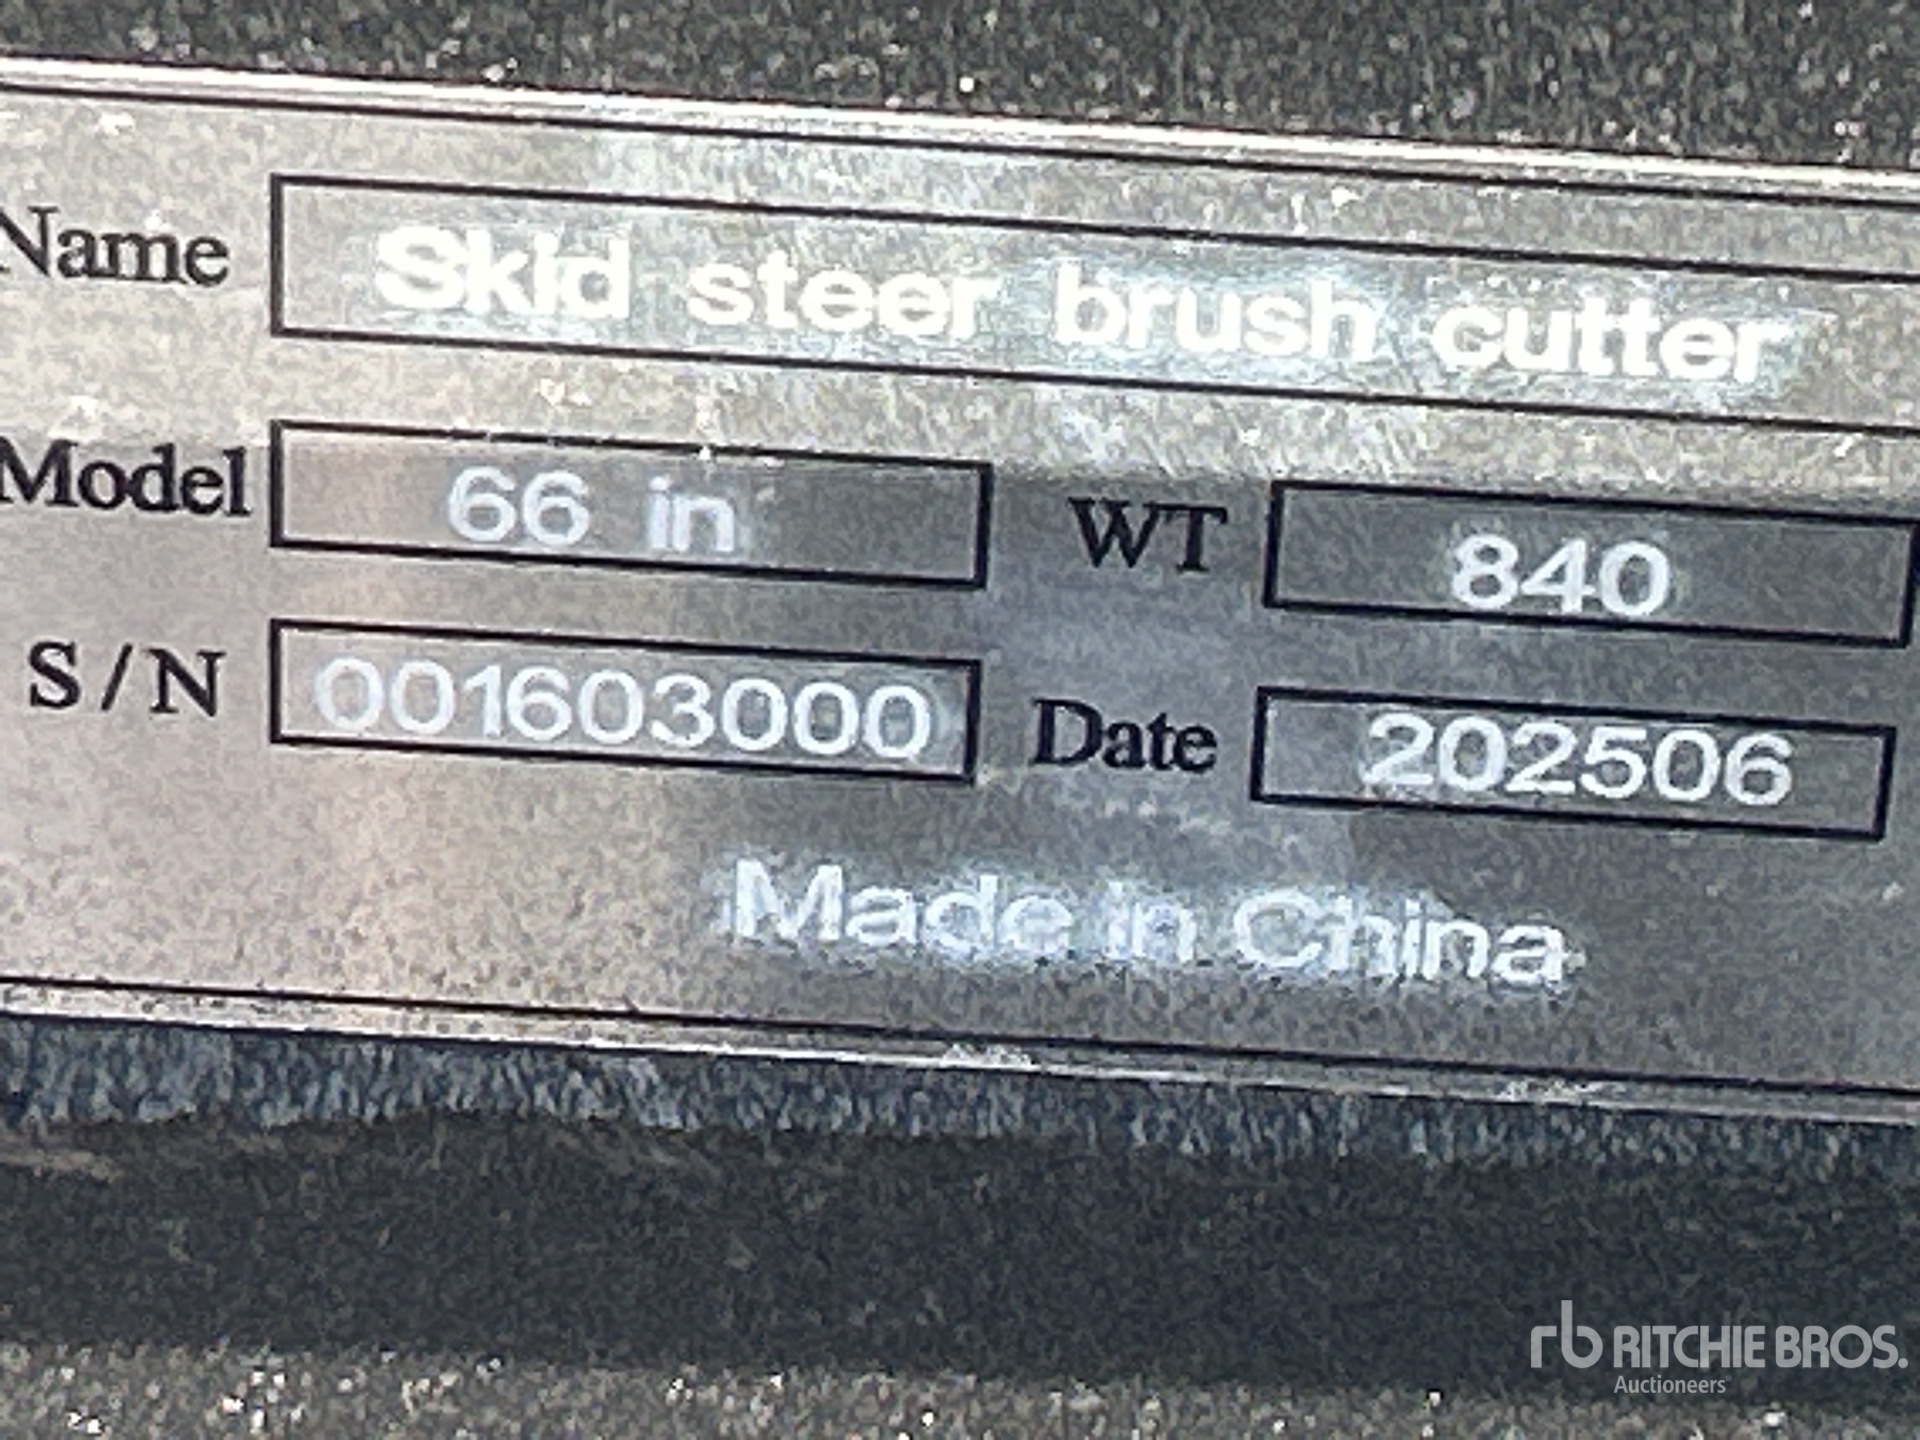 Name Skid steer brush cutter
Model 66 in WT 840
S/N 001603000 Date 202506
Made in China
rb RITCHIE BROS.
Auctioneers